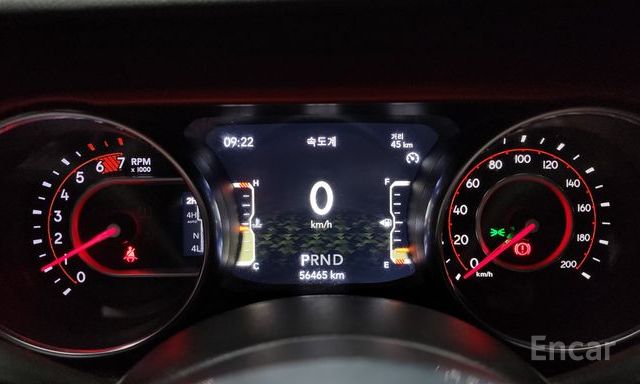 7
6
5
4
3
2
1
0
RPM
x 1000
2H
4H
N
4L
09:22
속도계
거리
45 km
H
C
0
km/h
F
E
PRND
56465 km
0
20
40
60
80
100
120
140
160
180
200
km/h
Encar